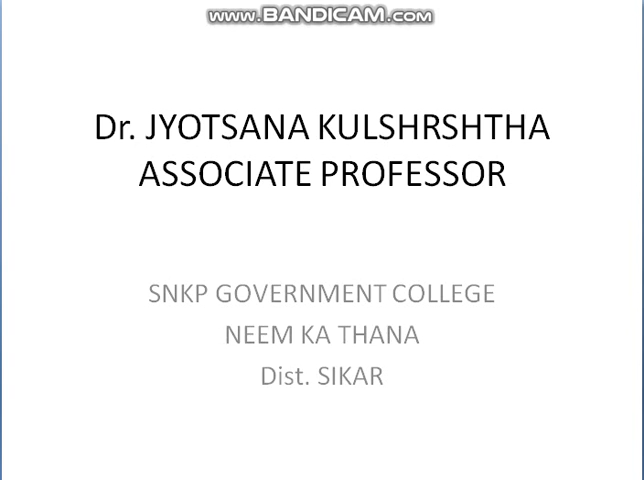 www.BANDICAM.com
Dr. JYOTSANA KULSHRSHTHA
ASSOCIATE PROFESSOR
SNKP GOVERNMENT COLLEGE
NEEM KA THANA
Dist. SIKAR